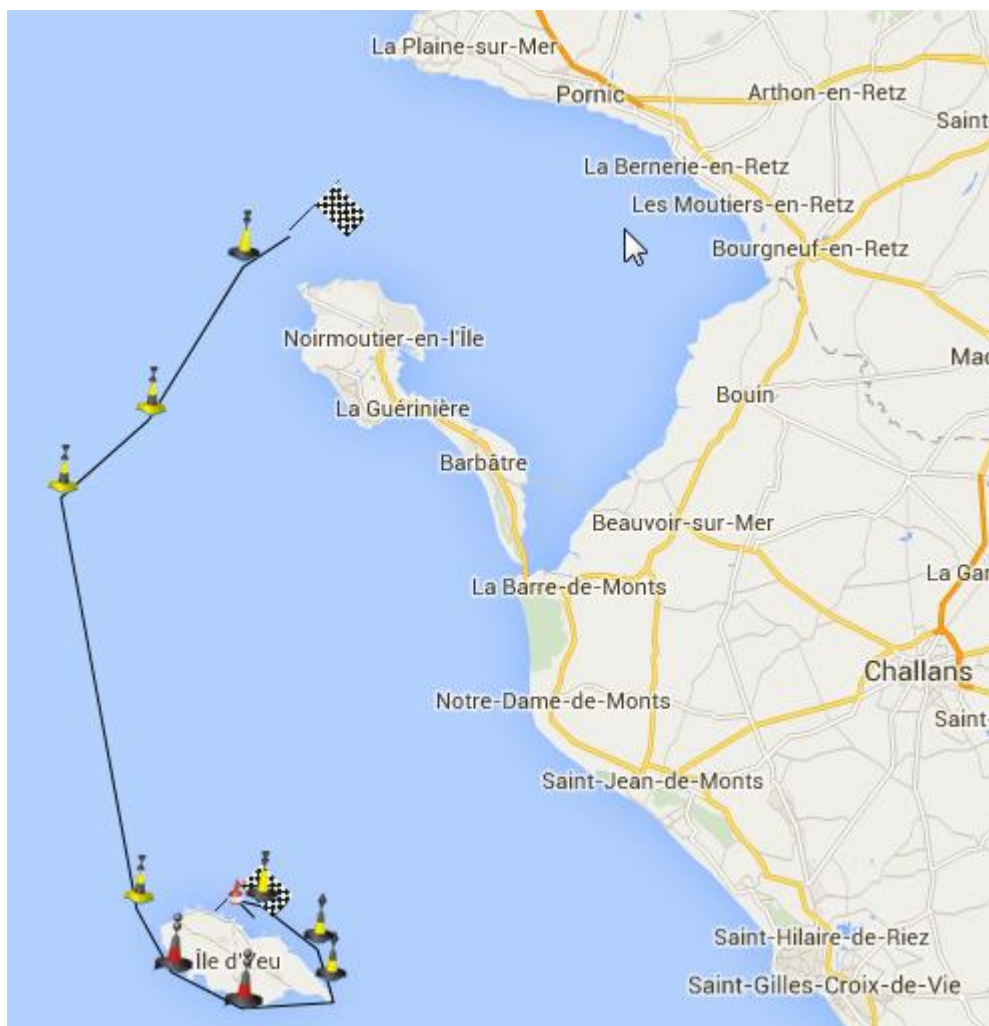 La Plaine-sur-Mer
Pornic
Arthon-en-Retz
Saint
La Bernerie-en-Retz
Les Moutiers-en-Retz
Bourgneuf-en-Retz
Noirmoutier-en-l'Île
Mac
Bouin
La Guérinière
Barbâtre
Beauvoir-sur-Mer
La Gar
La Barre-de-Monts
Challans
Notre-Dame-de-Monts
Saint-
Saint-Jean-de-Monts
Saint-Hilaire-de-Riez
Île d'Yeu
Saint-Gilles-Croix-de-Vie